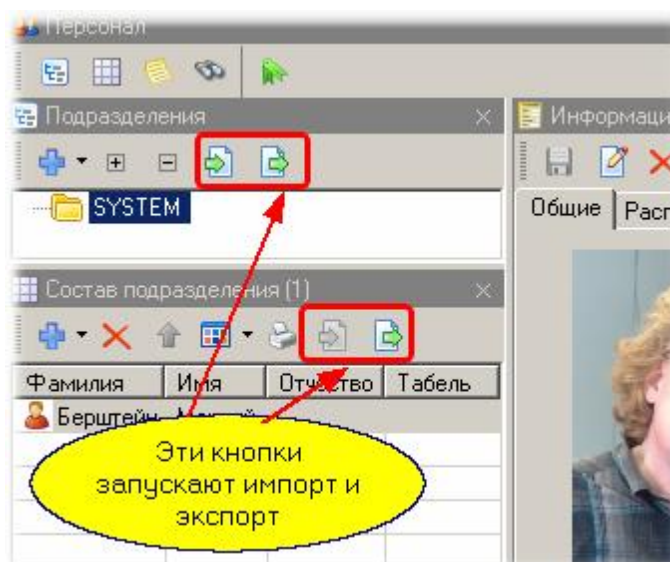 Персонал
Подразделения
Информаци
SYSTEM
Общие Расп
Состав подразделения (1)
Фамилия Имя Отчество Табель
Берштейн
Эти кнопки
запускают импорт и
экспорт